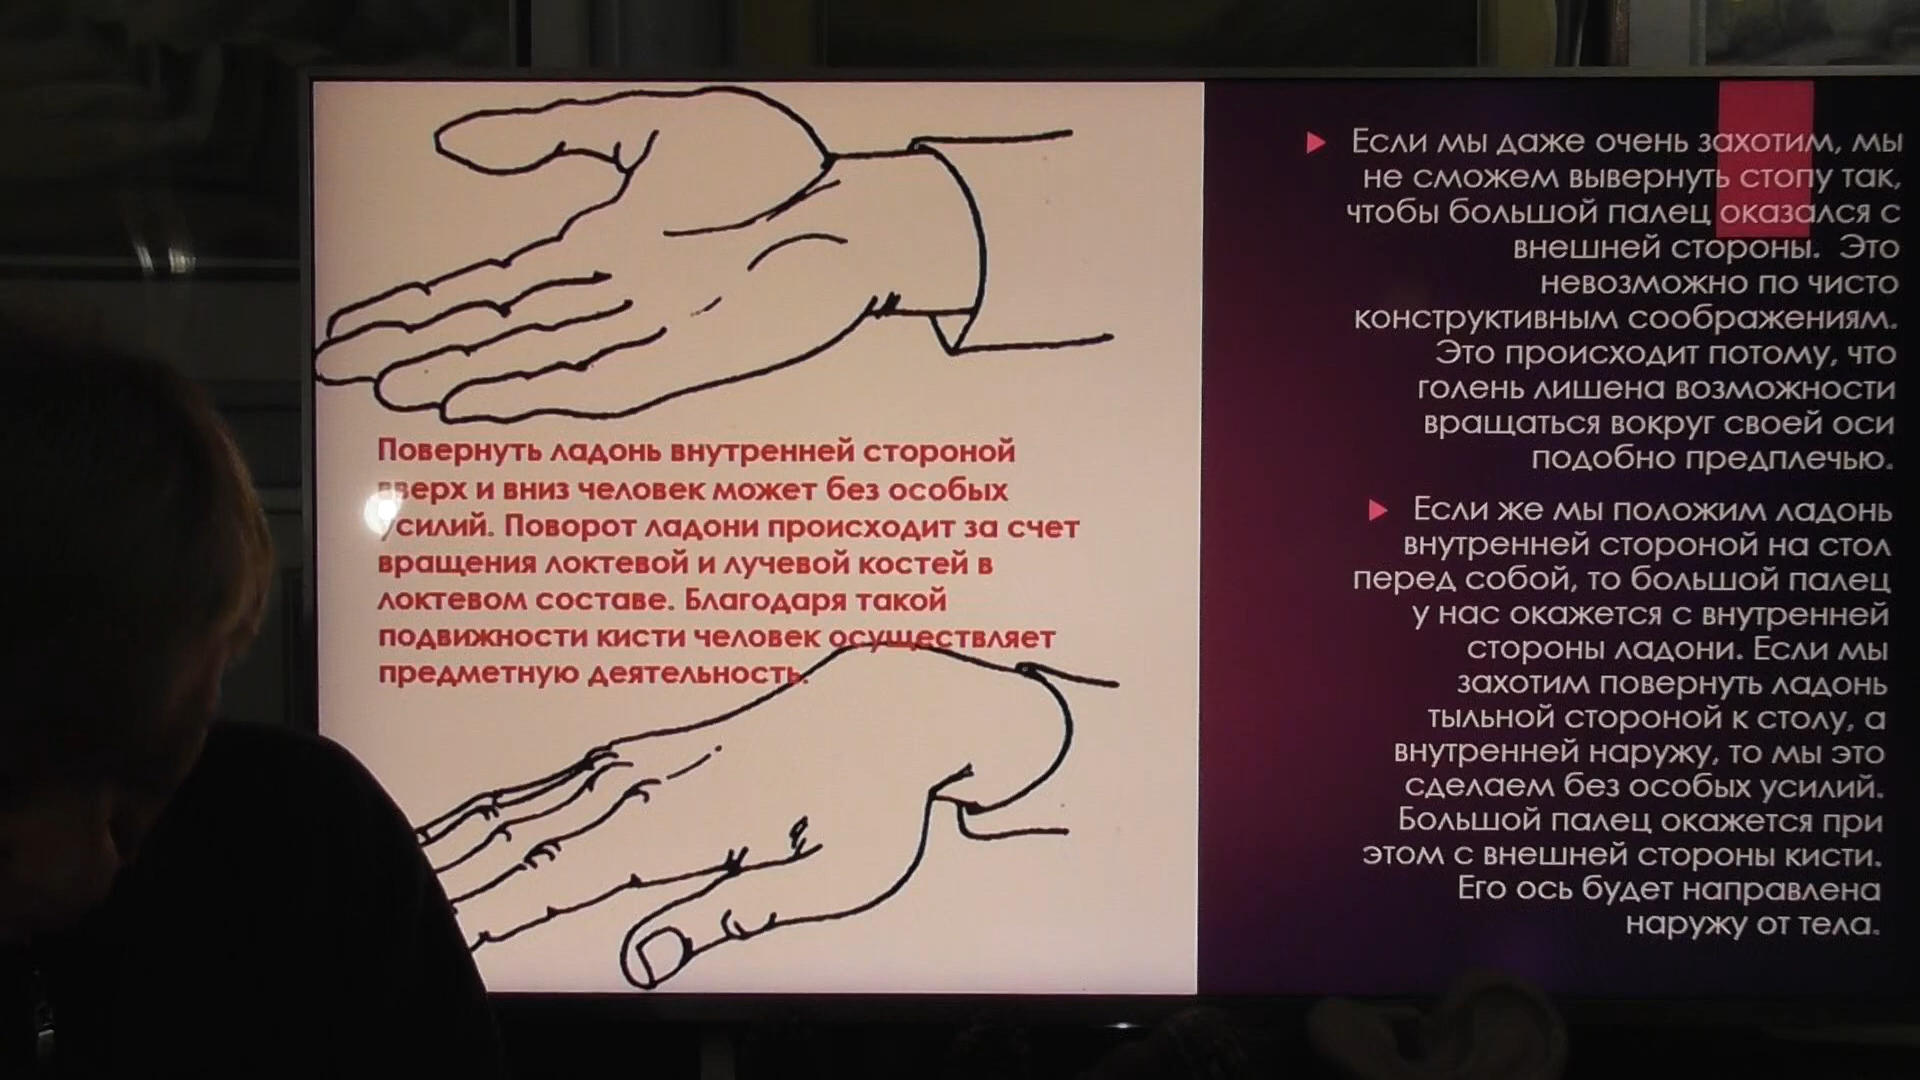 Повернуть ладонь внутренней стороной
вверх и вниз человек может без особых
усилий. Поворот ладони происходит за счет
вращения локтевой и лучевой костей в
локтевом составе. Благодаря такой
подвижности кисти человек осуществляет
предметную деятельность.
Если мы даже очень захотим, мы
не сможем вывернуть стопу так,
чтобы большой палец оказался с
внешней стороны. Это
невозможно по чисто
конструктивным соображениям.
Это происходит потому, что
голень лишена возможности
вращаться вокруг своей оси
подобно предплечью.
Если же мы положим ладонь
внутренней стороной на стол
перед собой, то большой палец
у нас окажется с внутренней
стороны ладони. Если мы
захотим повернуть ладонь
тыльной стороной к столу, а
внутренней наружу, то мы это
сделаем без особых усилий.
Большой палец окажется при
этом с внешней стороны кисти.
Его ось будет направлена
наружу от тела.